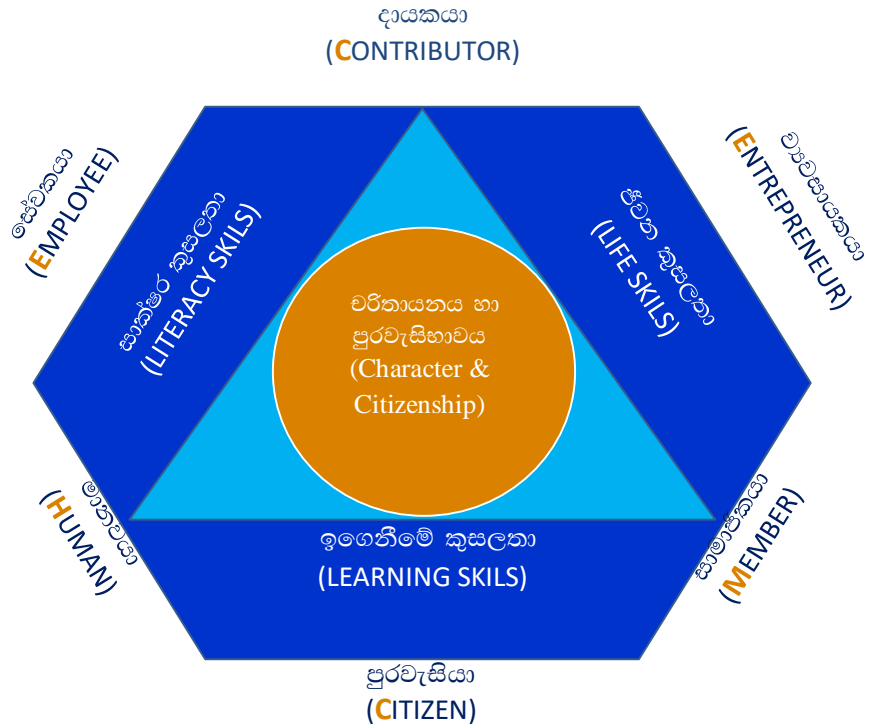 දායකයා
(CONTRIBUTOR)
සේවකයා
(EMPLOYEE)
ව්‍යවසායකයා
(ENTREPRENEUR)
සාක්ෂර කුසලතා
(LITERACY SKILS)
ජීවන කුසලතා
(LIFE SKILS)
චරිතායනය හා
පුරවැසිභාවය
(Character &
Citizenship)
මානවයා
(HUMAN)
ඉගෙනීමේ කුසලතා
(LEARNING SKILS)
සාමාජිකයා
(MEMBER)
පුරවැසියා
(CITIZEN)